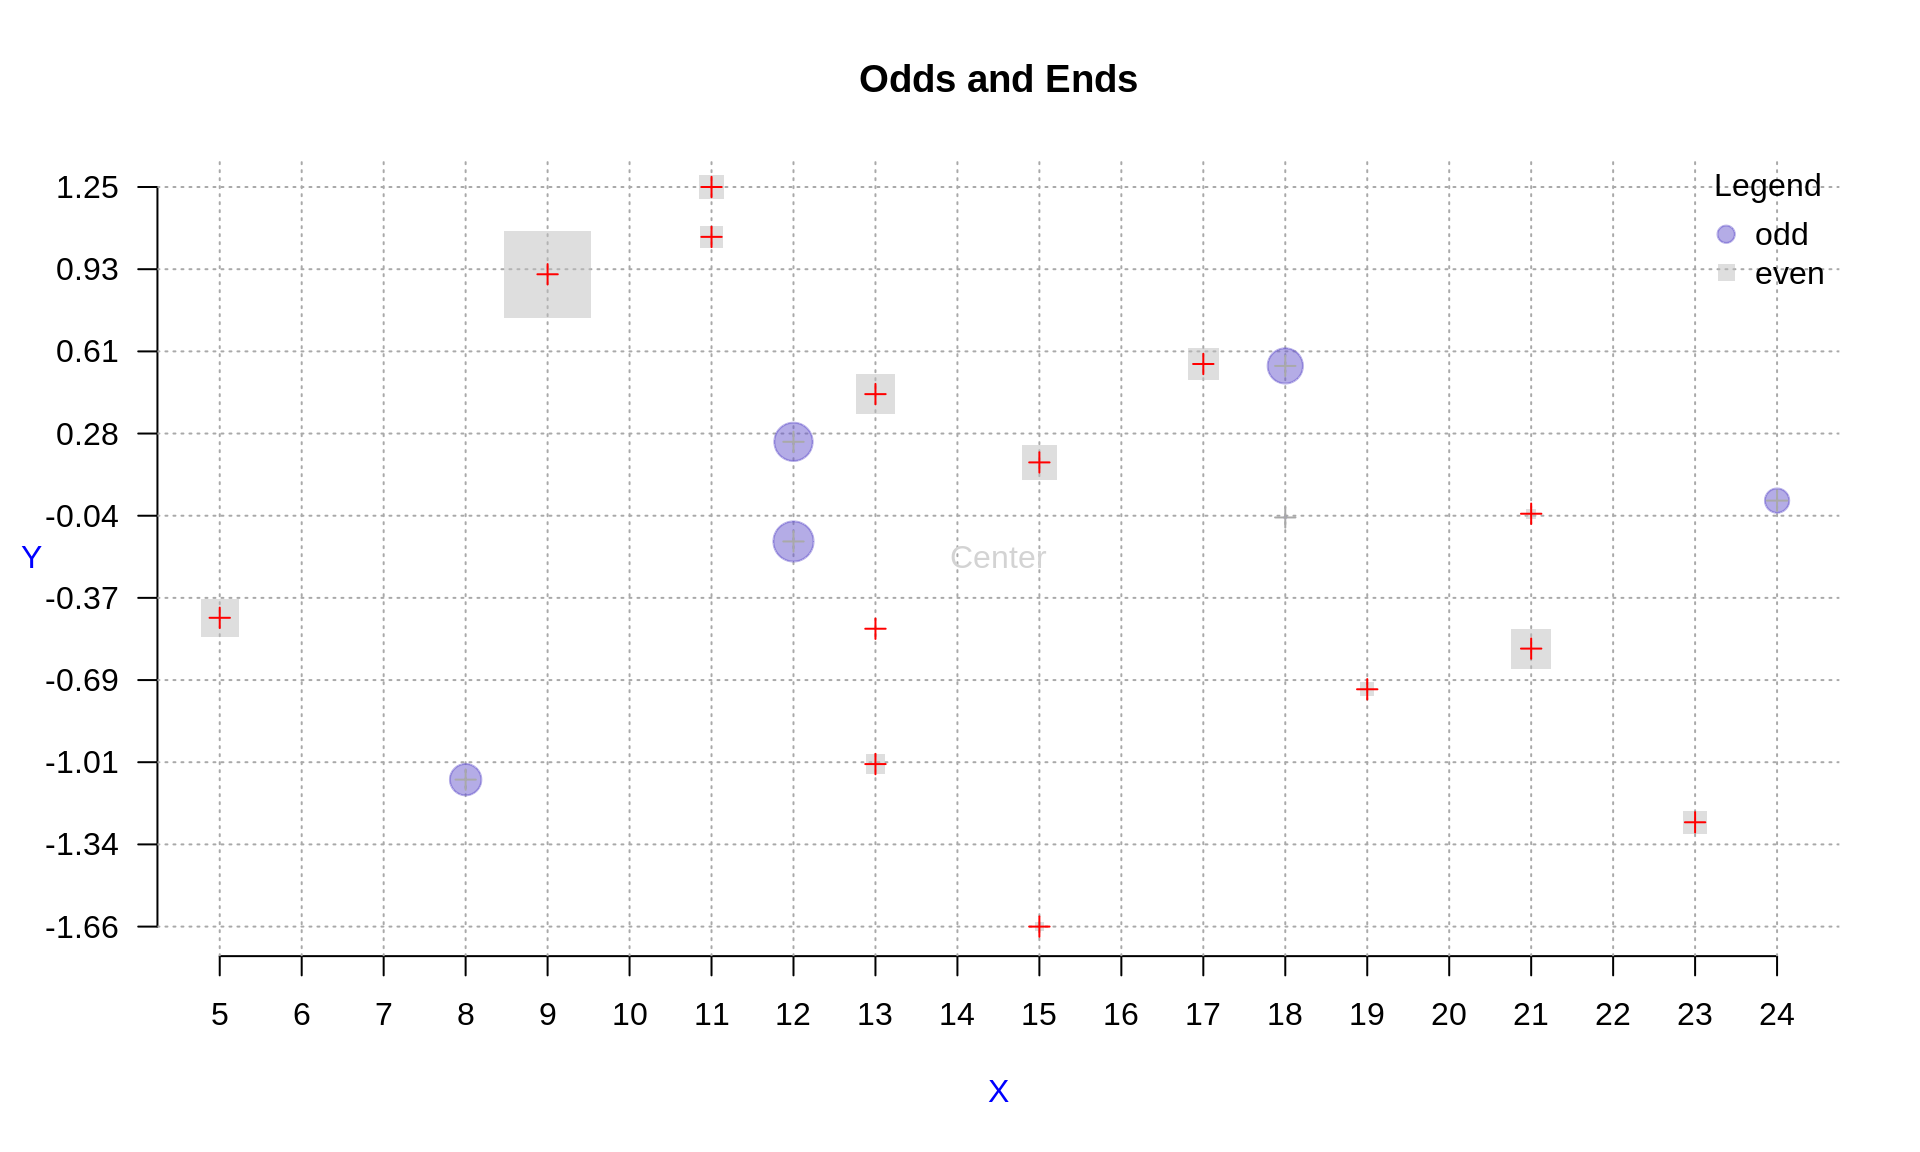 Odds and Ends
Legend
odd
even
1.25
0.93
0.61
0.28
-0.04
-0.37
-0.69
-1.01
-1.34
-1.66
Y
Center
5 6 7 8 9 10 11 12 13 14 15 16 17 18 19 20 21 22 23 24
X